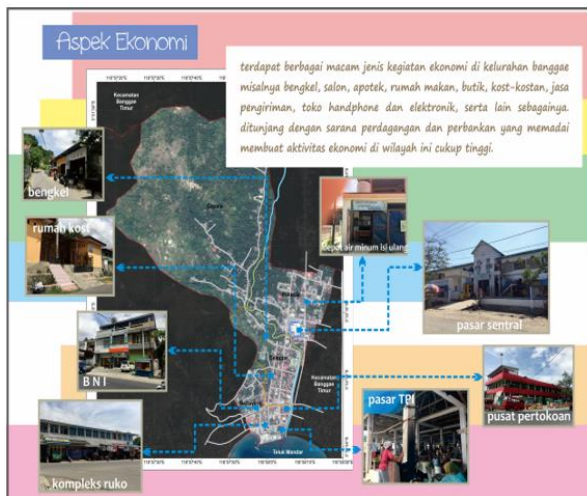 Aspek Ekonomi
terdapat berbagai macam jenis kegiatan ekonomi di kelurahan banggae
misalnya bengkel, salon, apotek, rumah makan, butik, kost-kostan, jasa
pengiriman, toko handphone dan elektronik, serta lain sebagainya.
ditunjang dengan sarana perdagangan dan perbankan yang memadai
membuat aktivitas ekonomi di wilayah ini cukup tinggi.
Kecamatan
Banggae
Timur
bengkel
rumah kost
depot air minum isi ulang
pasar sentral
B N I
Kecamatan
Banggae
Timur
pusat pertokoan
pasar TPI
kompleks ruko
Teluk Mandar